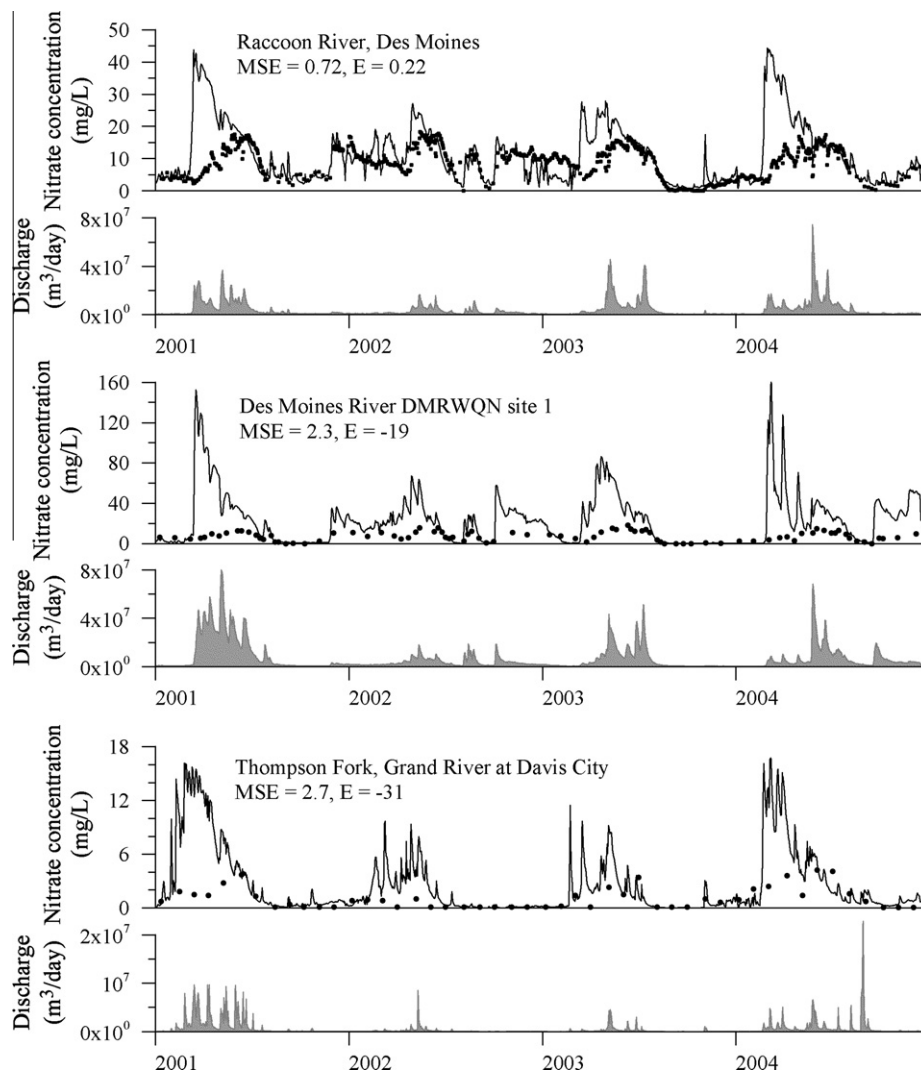 Nitrate concentration
(mg/L)
50
40
30
20
10
0
Raccoon River, Des Moines
MSE = 0.72, E = 0.22
Discharge
(m³/day)
8x10⁷
4x10⁷
0x10⁰
2001 2002 2003 2004
Nitrate concentration
(mg/L)
160
120
80
40
0
Des Moines River DMRWQN site 1
MSE = 2.3, E = -19
Discharge
(m³/day)
8x10⁷
4x10⁷
0x10⁰
2001 2002 2003 2004
Nitrate concentration
(mg/L)
18
12
6
0
Thompson Fork, Grand River at Davis City
MSE = 2.7, E = -31
Discharge
(m³/day)
2x10⁷
10⁷
0x10⁰
2001 2002 2003 2004